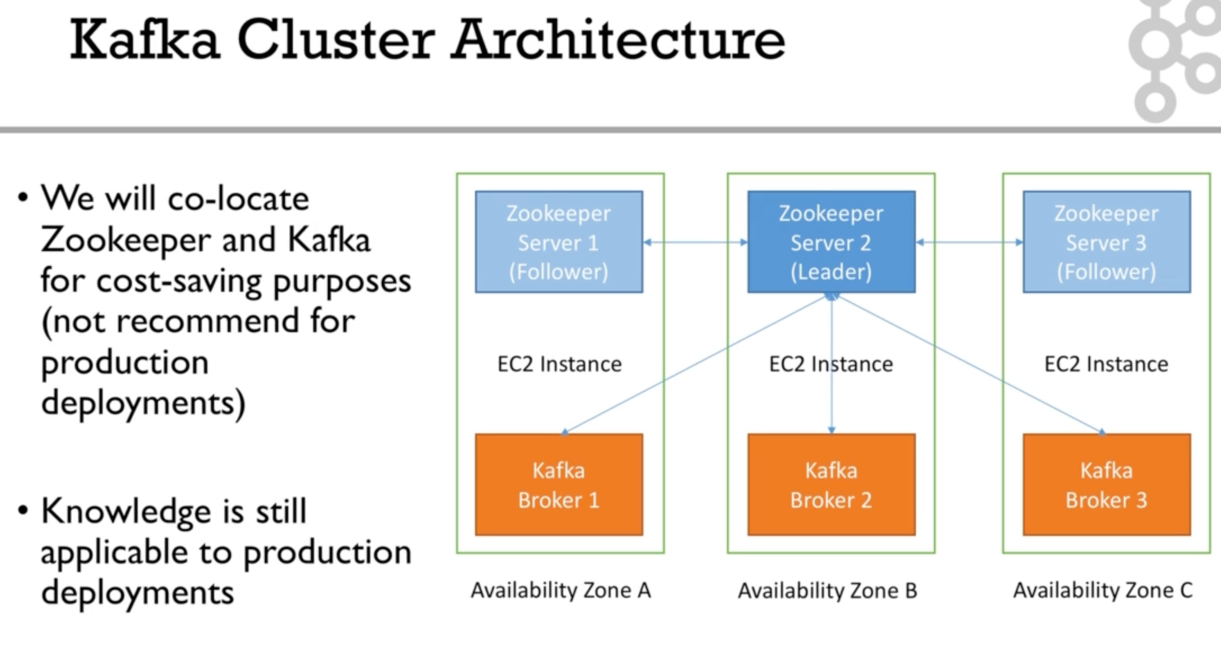 Kafka Cluster Architecture
• We will co-locate
Zookeeper and Kafka
for cost-saving purposes
(not recommend for
production
deployments)
• Knowledge is still
applicable to production
deployments
Zookeeper
Server 1
(Follower)
EC2 Instance
Kafka
Broker 1
Availability Zone A
Zookeeper
Server 2
(Leader)
EC2 Instance
Kafka
Broker 2
Availability Zone B
Zookeeper
Server 3
(Follower)
EC2 Instance
Kafka
Broker 3
Availability Zone C